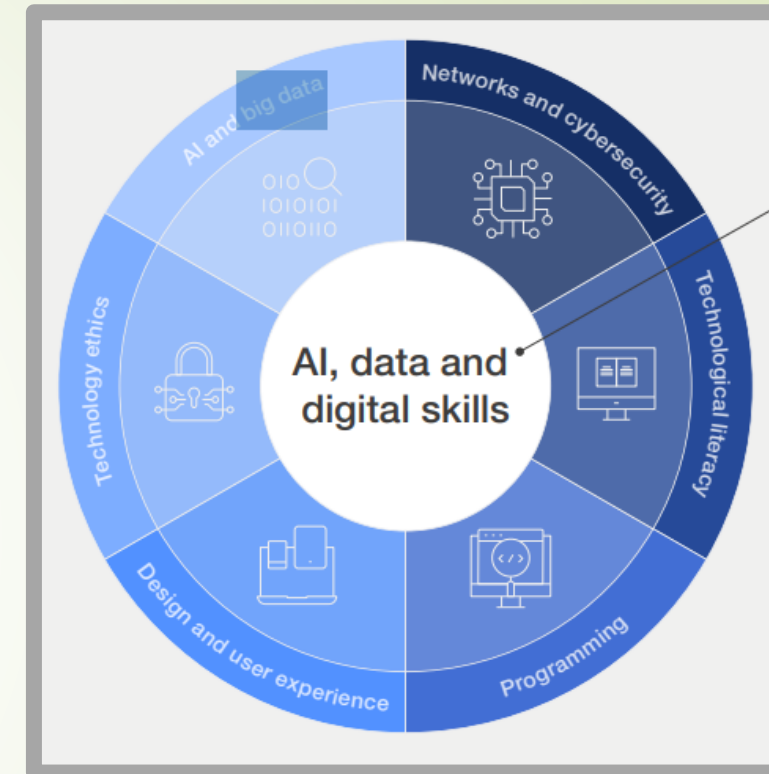 AI and big data
Networks and cybersecurity
010
1010101
0110110
Technology ethics
AI, data and
digital skills
Technological literacy
</>
Design and user experience
Programming